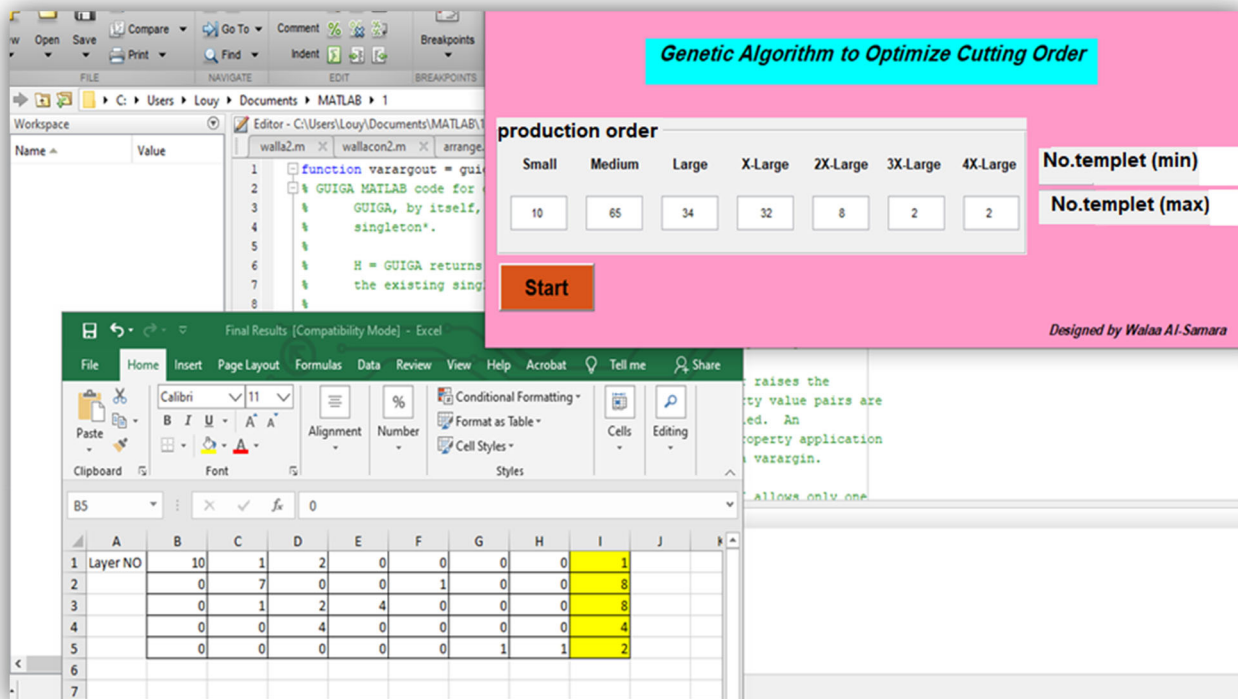 Compare
Go To
Comment
Open
Save
Print
Find
Indent
Breakpoints
FILE
NAVIGATE
EDIT
BREAKPOINTS
C: Users Louy Documents MATLAB 1
Workspace
Editor - C:\Users\Louy\Documents\MATLAB\1
Name
Value
walla2.m
wallacon2.m
arrange.
1 function varargout =
2 % GUIGA MATLAB code for
3 % GUIGA, by itself,
4 % singleton*.
5 %
6 % H = GUIGA returns
7 % the existing
8 %
Genetic Algorithm to Optimize Cutting Order
production order
Small Medium Large X-Large 2X-Large 3X-Large 4X-Large
10 65 34 32 8 2 2
No.templet (min)
No.templet (max)
Start
Designed by Walaa Al-Samara
Final Results [Compatibility Mode] - Excel
File Home Insert Page Layout Formulas Data Review View Help Acrobat Tell me Share
Calibri 11
Paste
B I U A A
Alignment
%
Number
Conditional Formatting
Format as Table
Cell Styles
Cells
Editing
Clipboard
Font
Styles
B5 fx 0
A B C D E F G H I J
1 Layer NO 10 1 2 0 0 0 0 1
2 0 7 0 0 1 0 0 8
3 0 1 2 4 0 0 0 8
4 0 0 4 0 0 0 0 4
5 0 0 0 0 0 1 1 2
6
7
raises the
value pairs are
An
application
varargin.
allows only one